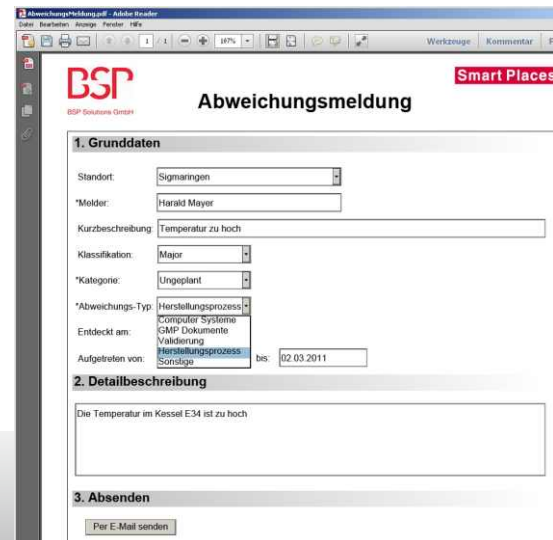 AbweichungsMeldung.pdf - Adobe Reader
Datei Bearbeiten Anzeige Fenster Hilfe
1 / 1 167% Werkzeuge Kommentar
BSP
BSP Solutions GmbH
Smart Places
Abweichungsmeldung
1. Grunddaten
Standort: Sigmaringen
*Melder: Harald Mayer
Kurzbeschreibung: Temperatur zu hoch
Klassifikation: Major
*Kategorie: Ungeplant
*Abweichungs-Typ: Herstellungsprozess
Computer Systeme
Entdeckt am: GMP Dokumente
Validierung
Herstellungsprozess
Aufgetreten von: Sonstige bis: 02.03.2011
2. Detailbeschreibung
Die Temperatur im Kessel E34 ist zu hoch
3. Absenden
Per E-Mail senden